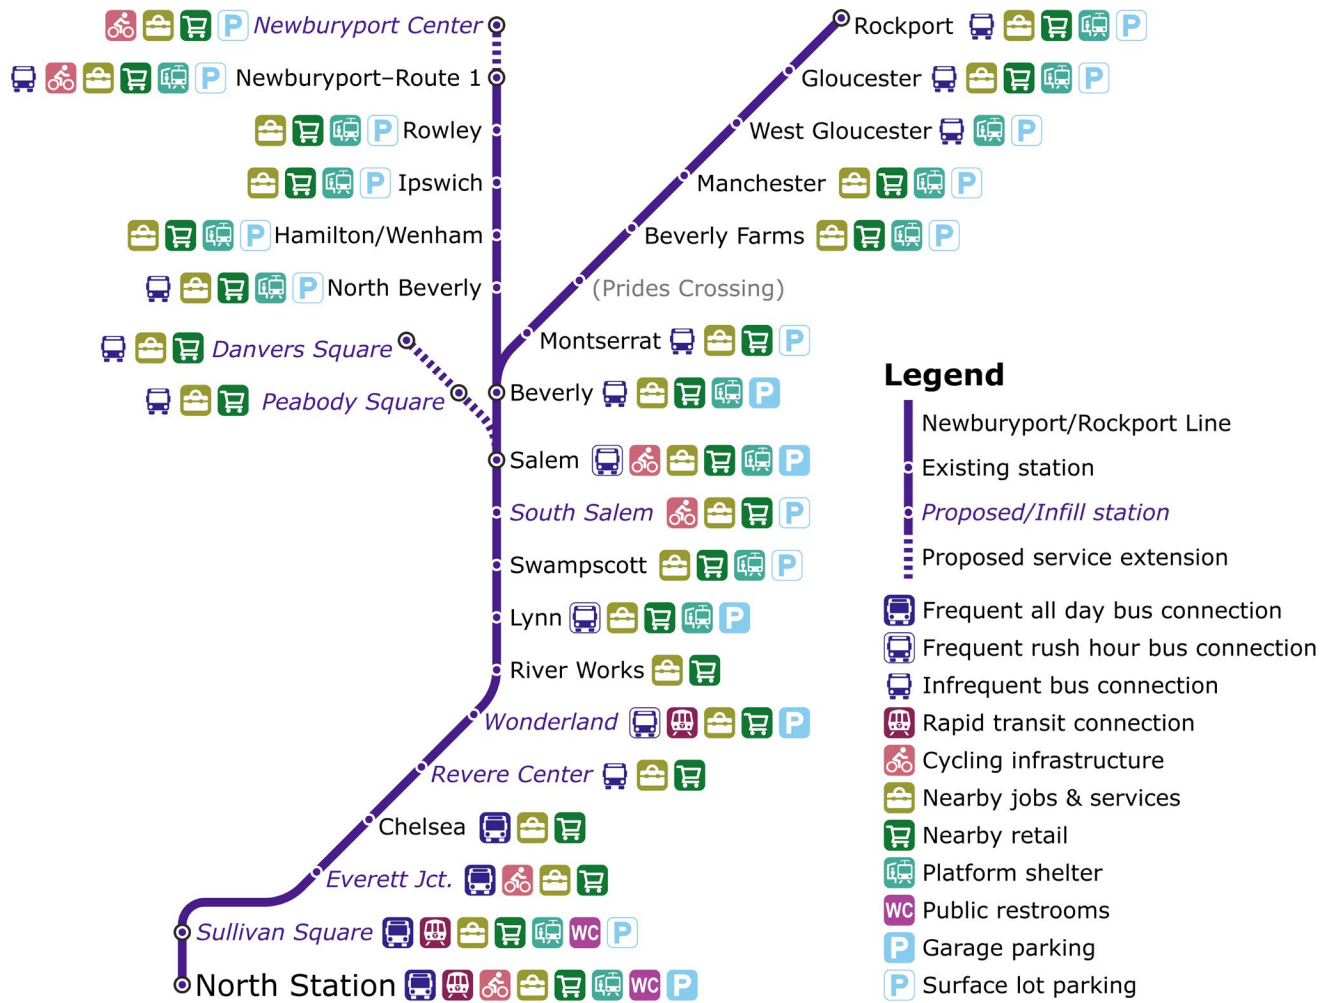 P Newburyport Center
P Newburyport–Route 1
P Rowley
P Ipswich
P Hamilton/Wenham
P North Beverly
Danvers Square
Peabody Square
Rockport P
Gloucester P
West Gloucester P
Manchester P
Beverly Farms P
(Prides Crossing)
Montserrat P
Beverly P
Salem P
South Salem P
Swampscott P
Lynn P
River Works
Wonderland P
Revere Center
Chelsea
Everett Jct.
Sullivan Square WC P
North Station WC P
Legend
Newburyport/Rockport Line
Existing station
Proposed/Infill station
Proposed service extension
Frequent all day bus connection
Frequent rush hour bus connection
Infrequent bus connection
Rapid transit connection
Cycling infrastructure
Nearby jobs & services
Nearby retail
Platform shelter
WC Public restrooms
P Garage parking
P Surface lot parking